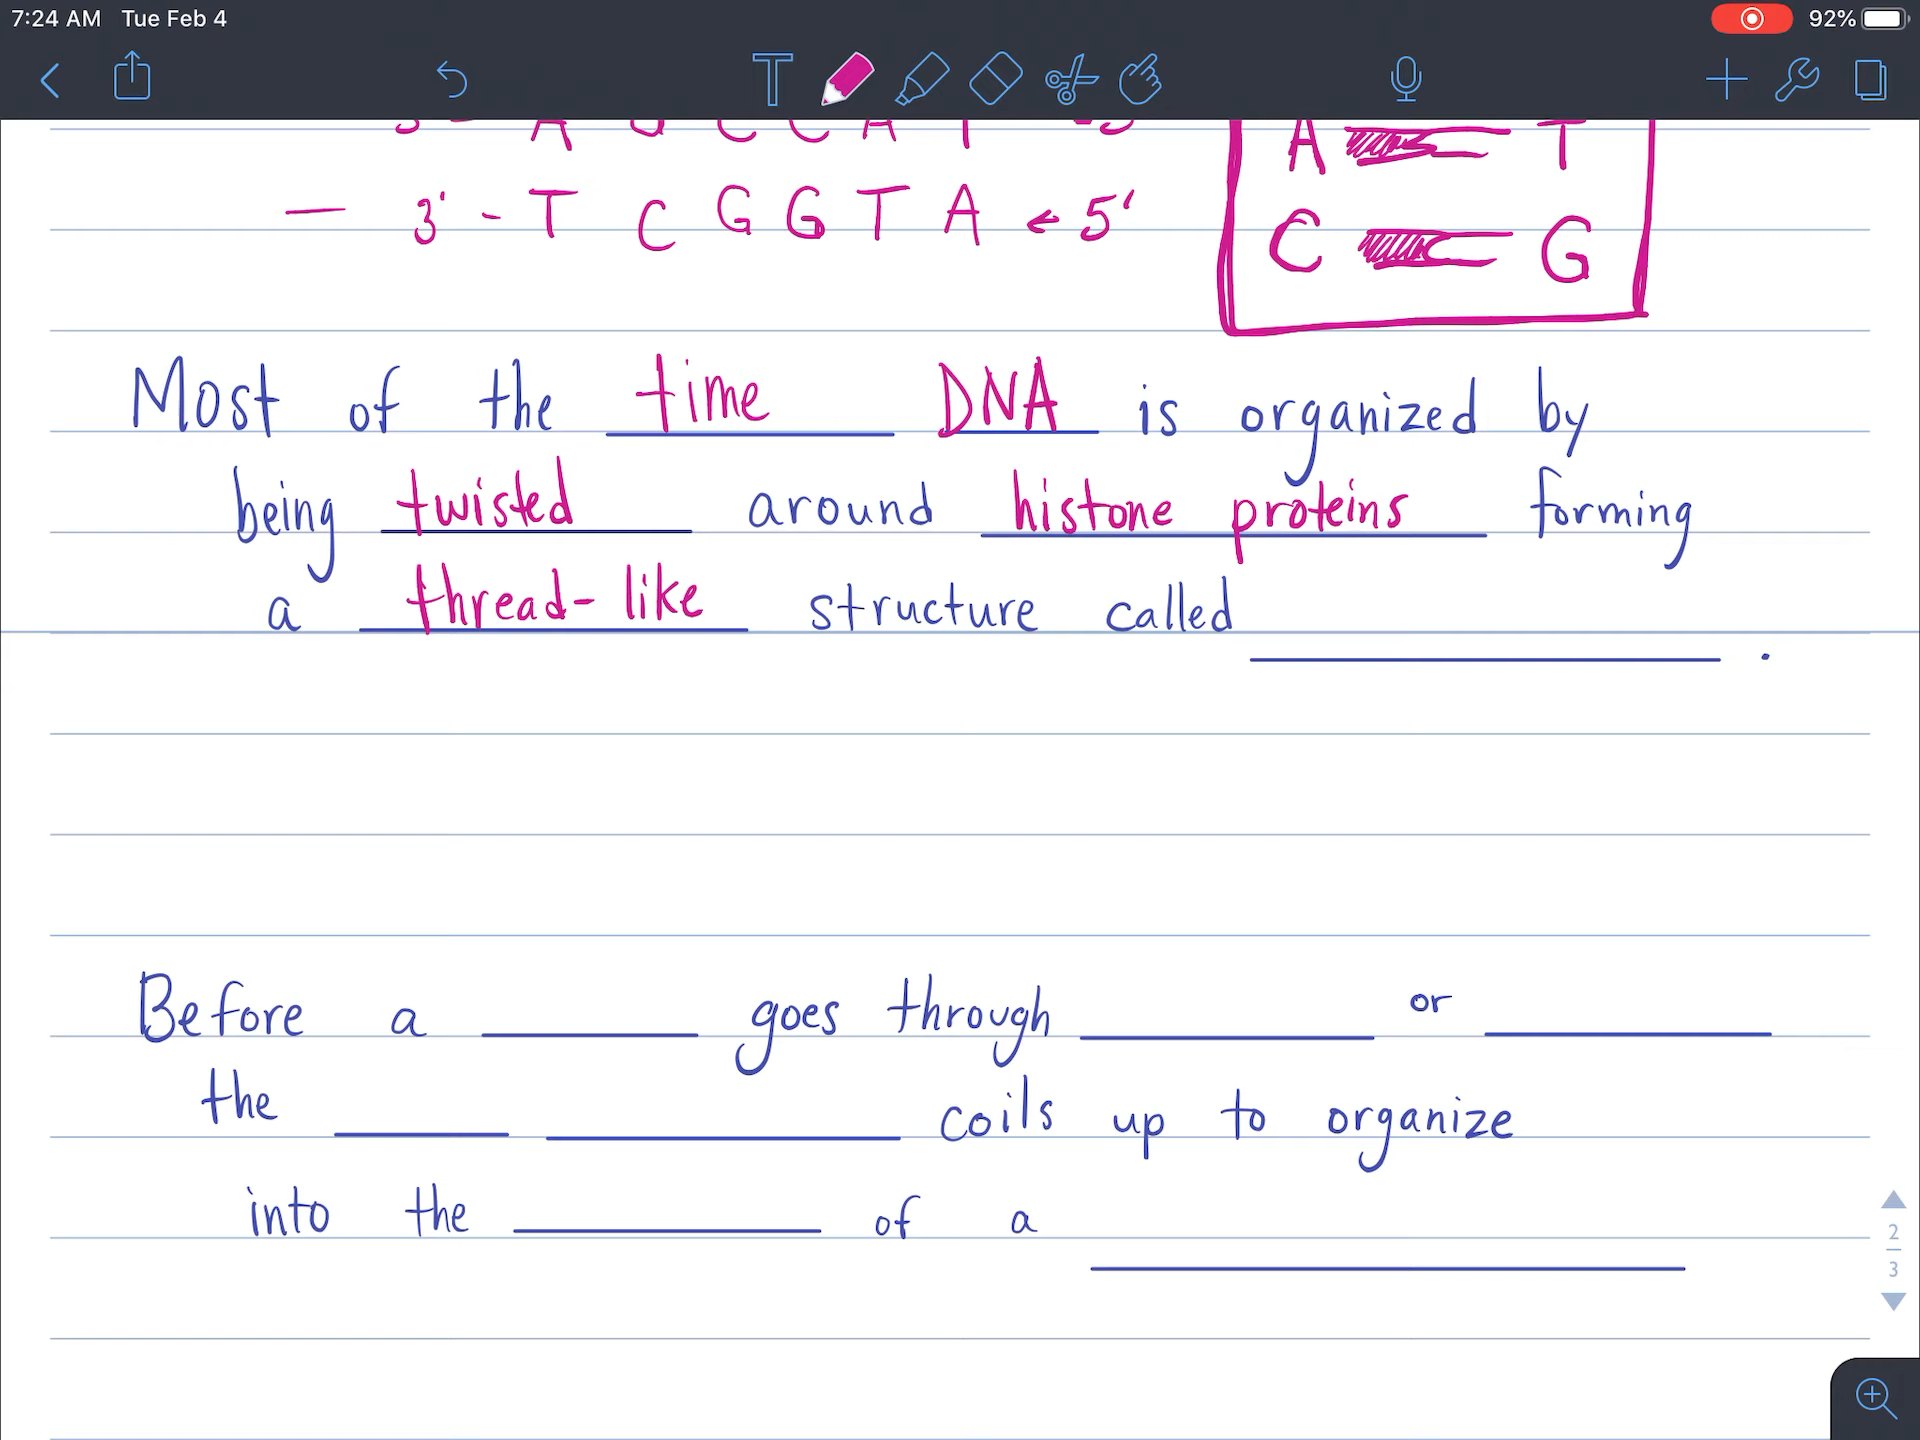 7:24 AM Tue Feb 4 92%
A T
— 3' - T C G G T A ← 5'
C G
Most of the time DNA is organized by
being twisted around histone proteins forming
a thread-like structure called .
Before a goes through or
the coils up to organize
into the of a
2
3